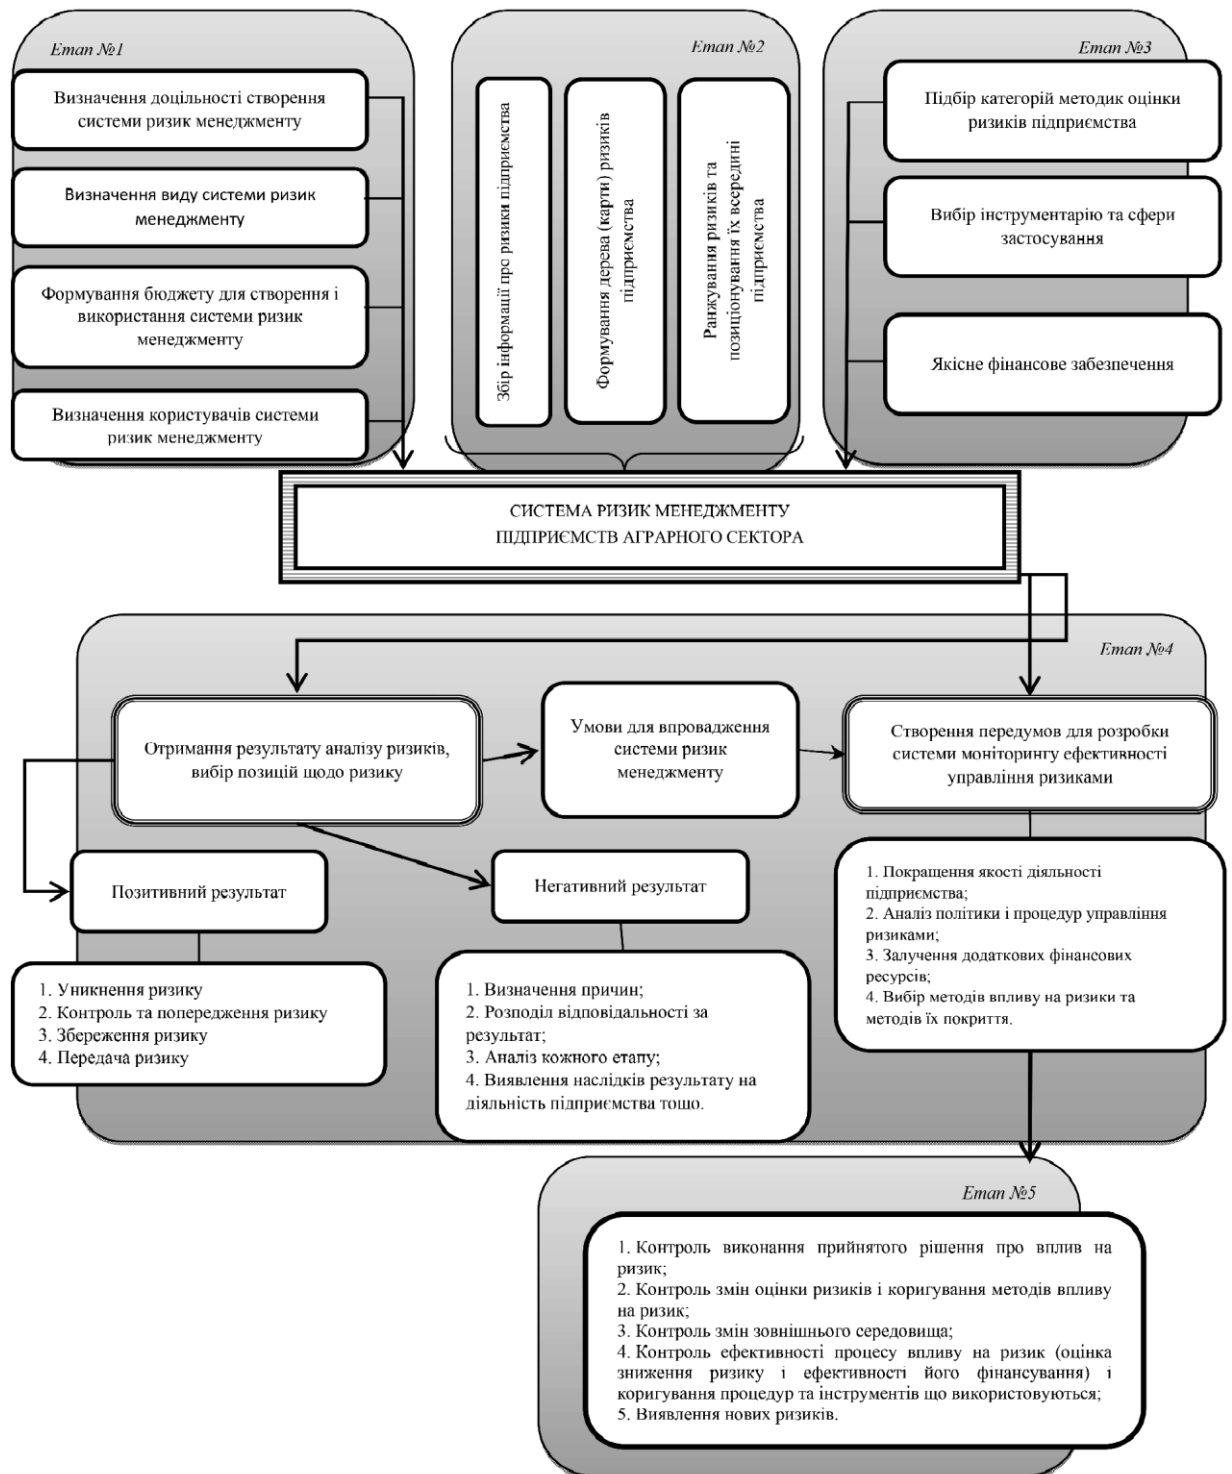 Етап №1
Визначення доцільності створення
системи ризик менеджменту
Визначення виду системи ризик
менеджменту
Формування бюджету для створення і
використання системи ризик
менеджменту
Визначення користувачів системи
ризик менеджменту
Етап №2
Збір інформації про ризики підприємства
Формування дерева (карти) ризиків
підприємства
Ранжування ризиків та
позиціонування їх всередині
підприємства
Етап №3
Підбір категорій методик оцінки
ризиків підприємства
Вибір інструментарію та сфери
застосування
Якісне фінансове забезпечення
СИСТЕМА РИЗИК МЕНЕДЖМЕНТУ
ПІДПРИЄМСТВ АГРАРНОГО СЕКТОРА
Етап №4
Отримання результату аналізу ризиків,
вибір позицій щодо ризику
Умови для впровадження
системи ризик
менеджменту
Створення передумов для розробки
системи моніторингу ефективності
управління ризиками
Позитивний результат
Негативний результат
1. Уникнення ризику
2. Контроль та попередження ризику
3. Збереження ризику
4. Передача ризику
1. Визначення причин;
2. Розподіл відповідальності за
результат;
3. Аналіз кожного етапу;
4. Виявлення наслідків результату на
діяльність підприємства тощо.
1. Покращення якості діяльності
підприємства;
2. Аналіз політики і процедур управління
ризиками;
3. Залучення додаткових фінансових
ресурсів;
4. Вибір методів впливу на ризики та
методів їх покриття.
Етап №5
1. Контроль виконання прийнятого рішення про вплив на
ризик;
2. Контроль змін оцінки ризиків і коригування методів впливу
на ризик;
3. Контроль змін зовнішнього середовища;
4. Контроль ефективності процесу впливу на ризик (оцінка
зниження ризику і ефективності його фінансування) і
коригування процедур та інструментів що використовуються;
5. Виявлення нових ризиків.